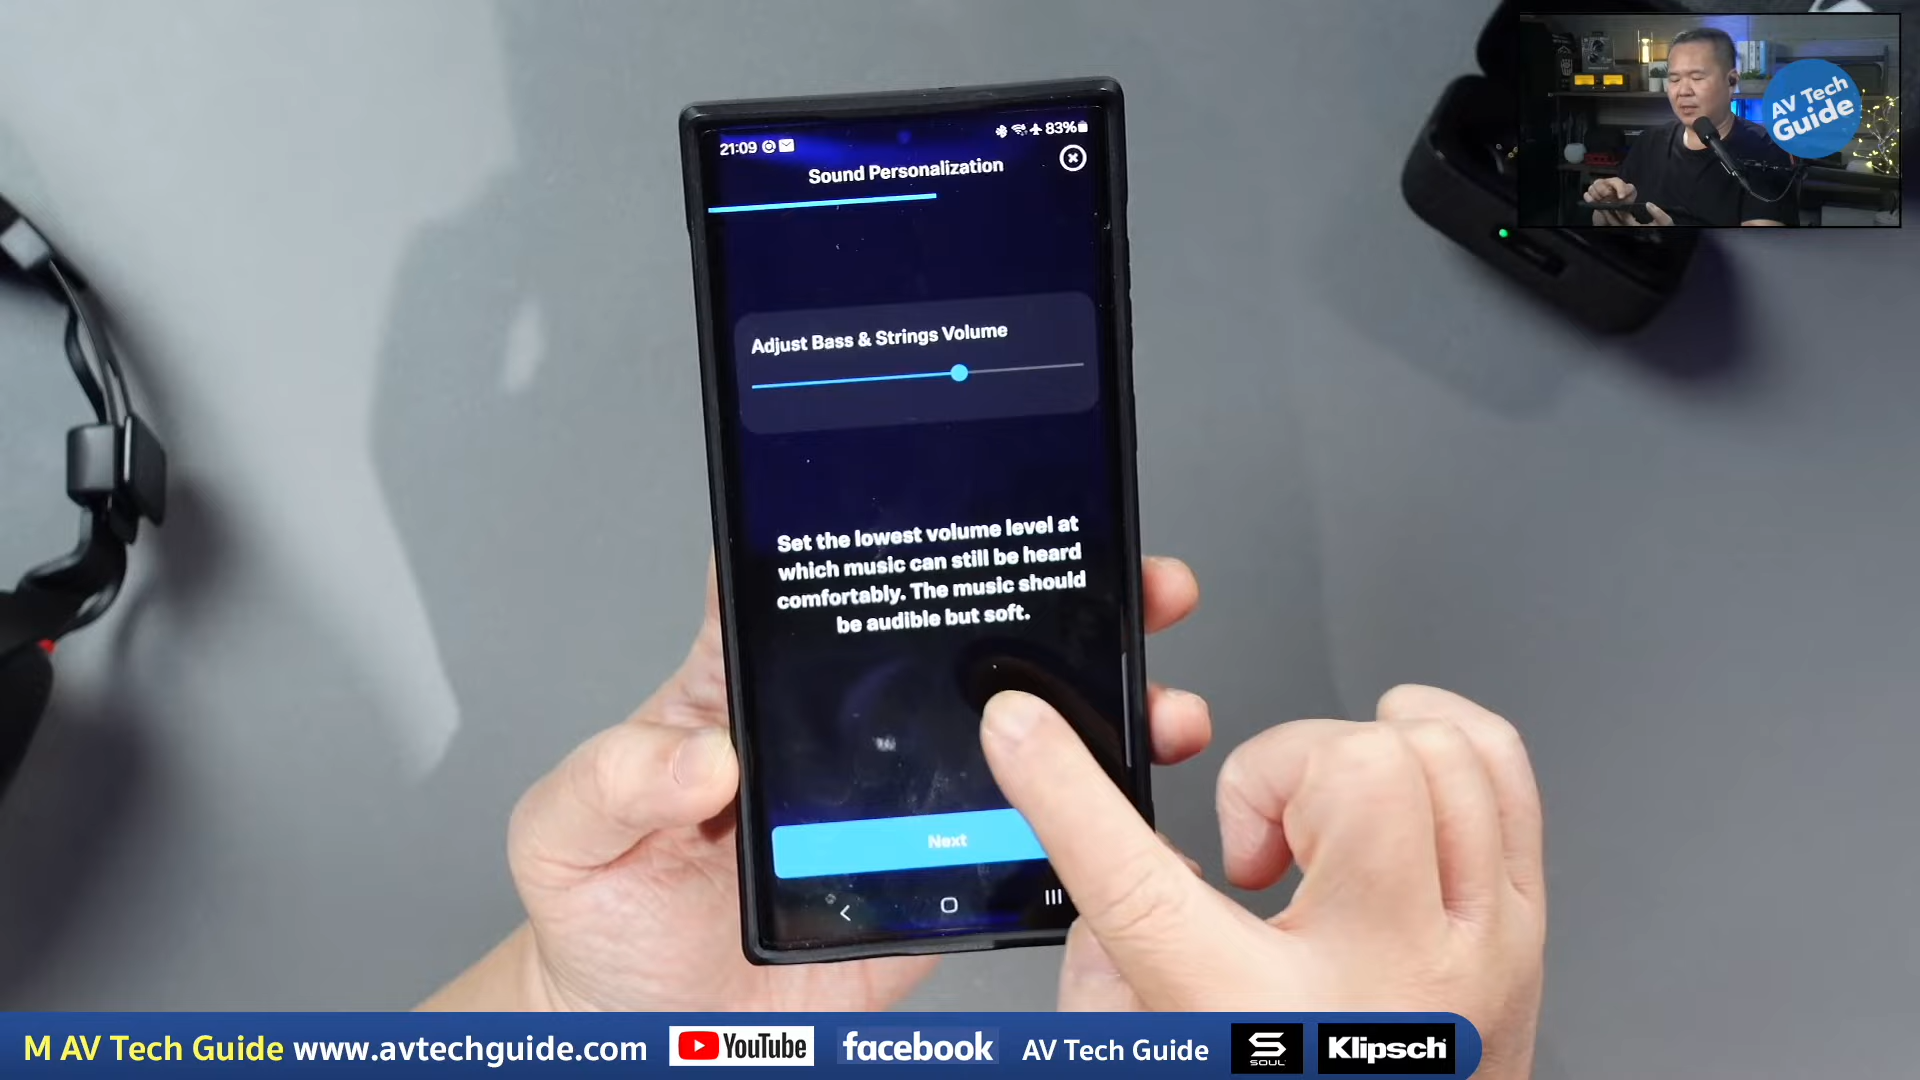 21:09
83%
Sound Personalization
Adjust Bass & Strings Volume
Set the lowest volume level at
which music can still be heard
comfortably. The music should
be audible but soft.
Next
AV Tech
Guide
M AV Tech Guide www.avtechguide.com
YouTube
facebook
AV Tech Guide
S
SOUL
Klipsch